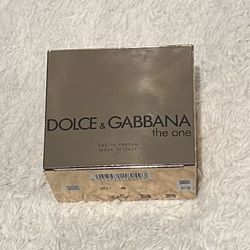 DOLCE & GABBANA
the one
EAU DE PARFUM
MADE IN ITALY